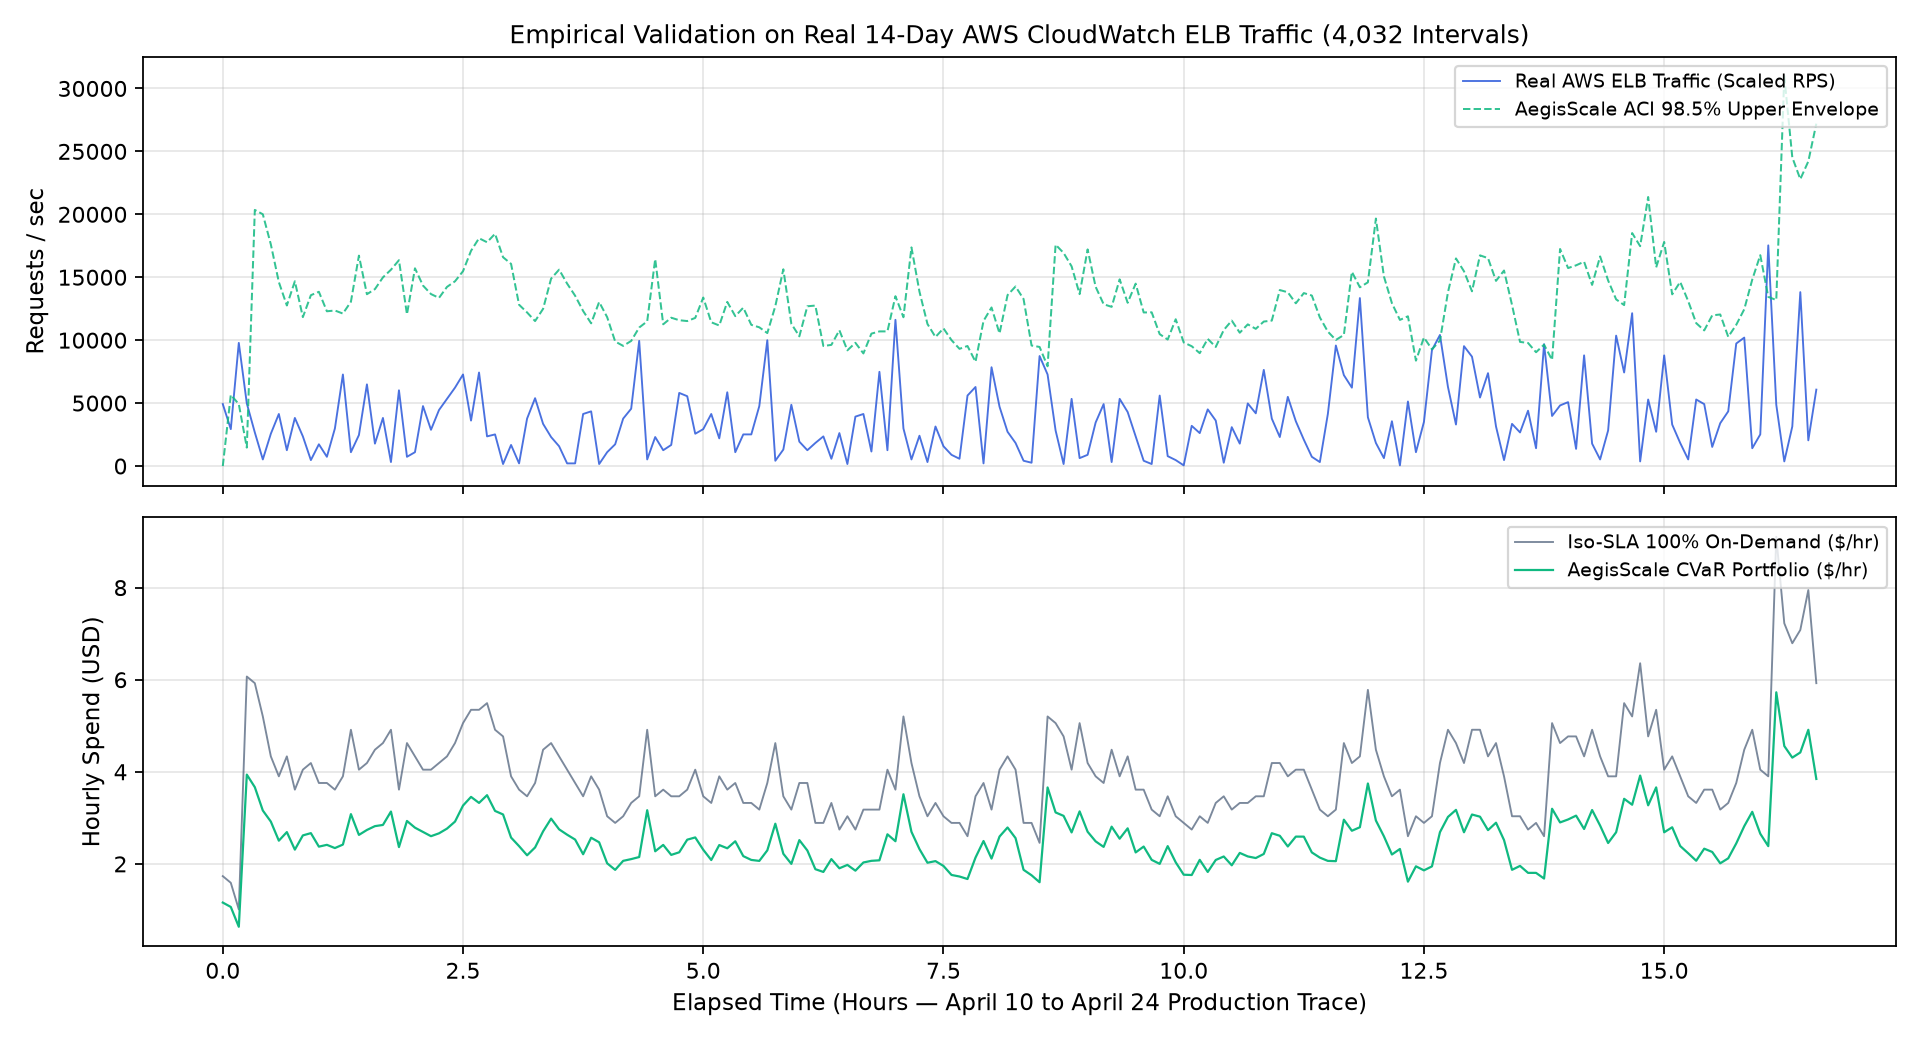 Empirical Validation on Real 14-Day AWS CloudWatch ELB Traffic (4,032 Intervals)
30000
25000
20000
15000
10000
5000
0
Requests / sec
Real AWS ELB Traffic (Scaled RPS)
AegisScale ACI 98.5% Upper Envelope
8
6
4
2
Hourly Spend (USD)
Iso-SLA 100% On-Demand ($/hr)
AegisScale CVaR Portfolio ($/hr)
0.0 2.5 5.0 7.5 10.0 12.5 15.0
Elapsed Time (Hours — April 10 to April 24 Production Trace)